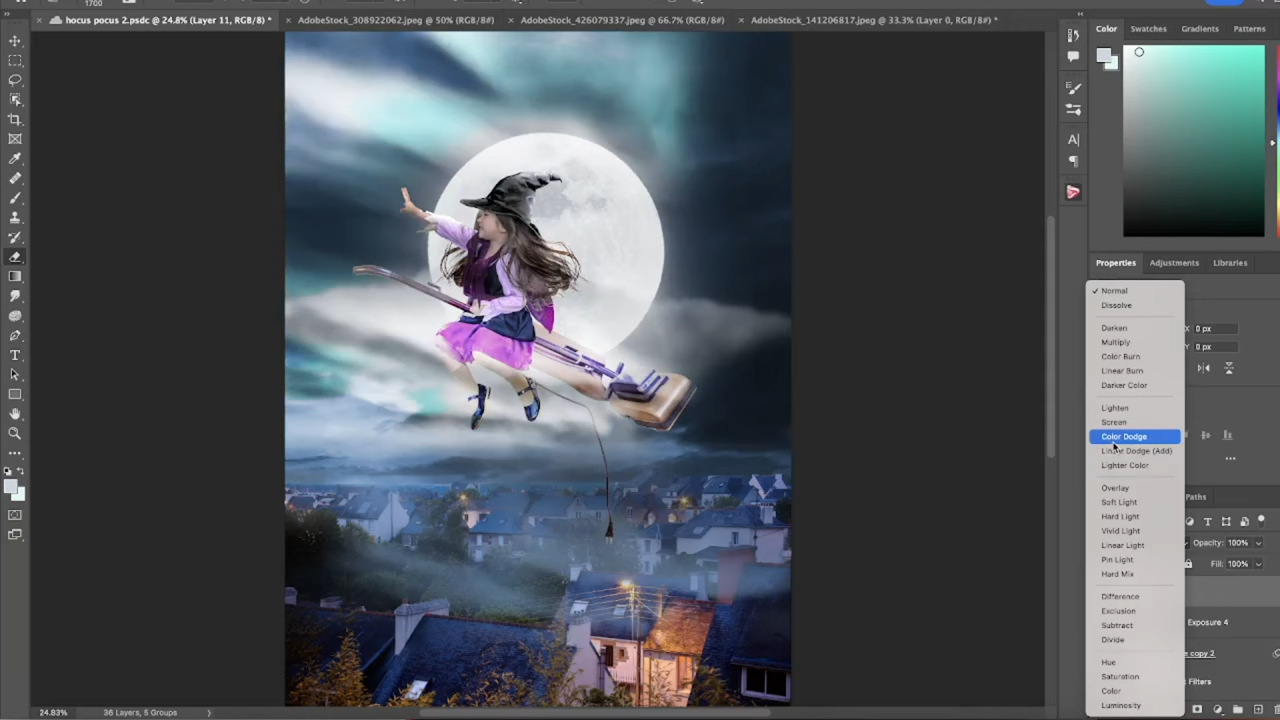 1700
hocus pocus 2.psdc @ 24.8% (Layer 11, RGB/8#) *
AdobeStock_308922062.jpeg @ 50% (RGB/8#)
AdobeStock_426079337.jpeg @ 66.7% (RGB/8#)
AdobeStock_141206817.jpeg @ 33.3% (Layer 0, RGB/8#) *
Color Swatches Gradients Patterns
Properties Adjustments Libraries
Normal
Dissolve
X 0 px
Darken
Multiply
Y 0 px
Color Burn
Linear Burn
Darker Color
Lighten
Screen
Color Dodge
Linear Dodge (Add)
Lighter Color
Overlay
Paths
Soft Light
Hard Light
Vivid Light
Linear Light
Opacity: 100%
Pin Light
Fill: 100%
Hard Mix
Difference
Exclusion
Exposure 4
Subtract
Divide
copy 2
Hue
Saturation
Filters
Color
Luminosity
24.83% 36 Layers, 5 Groups